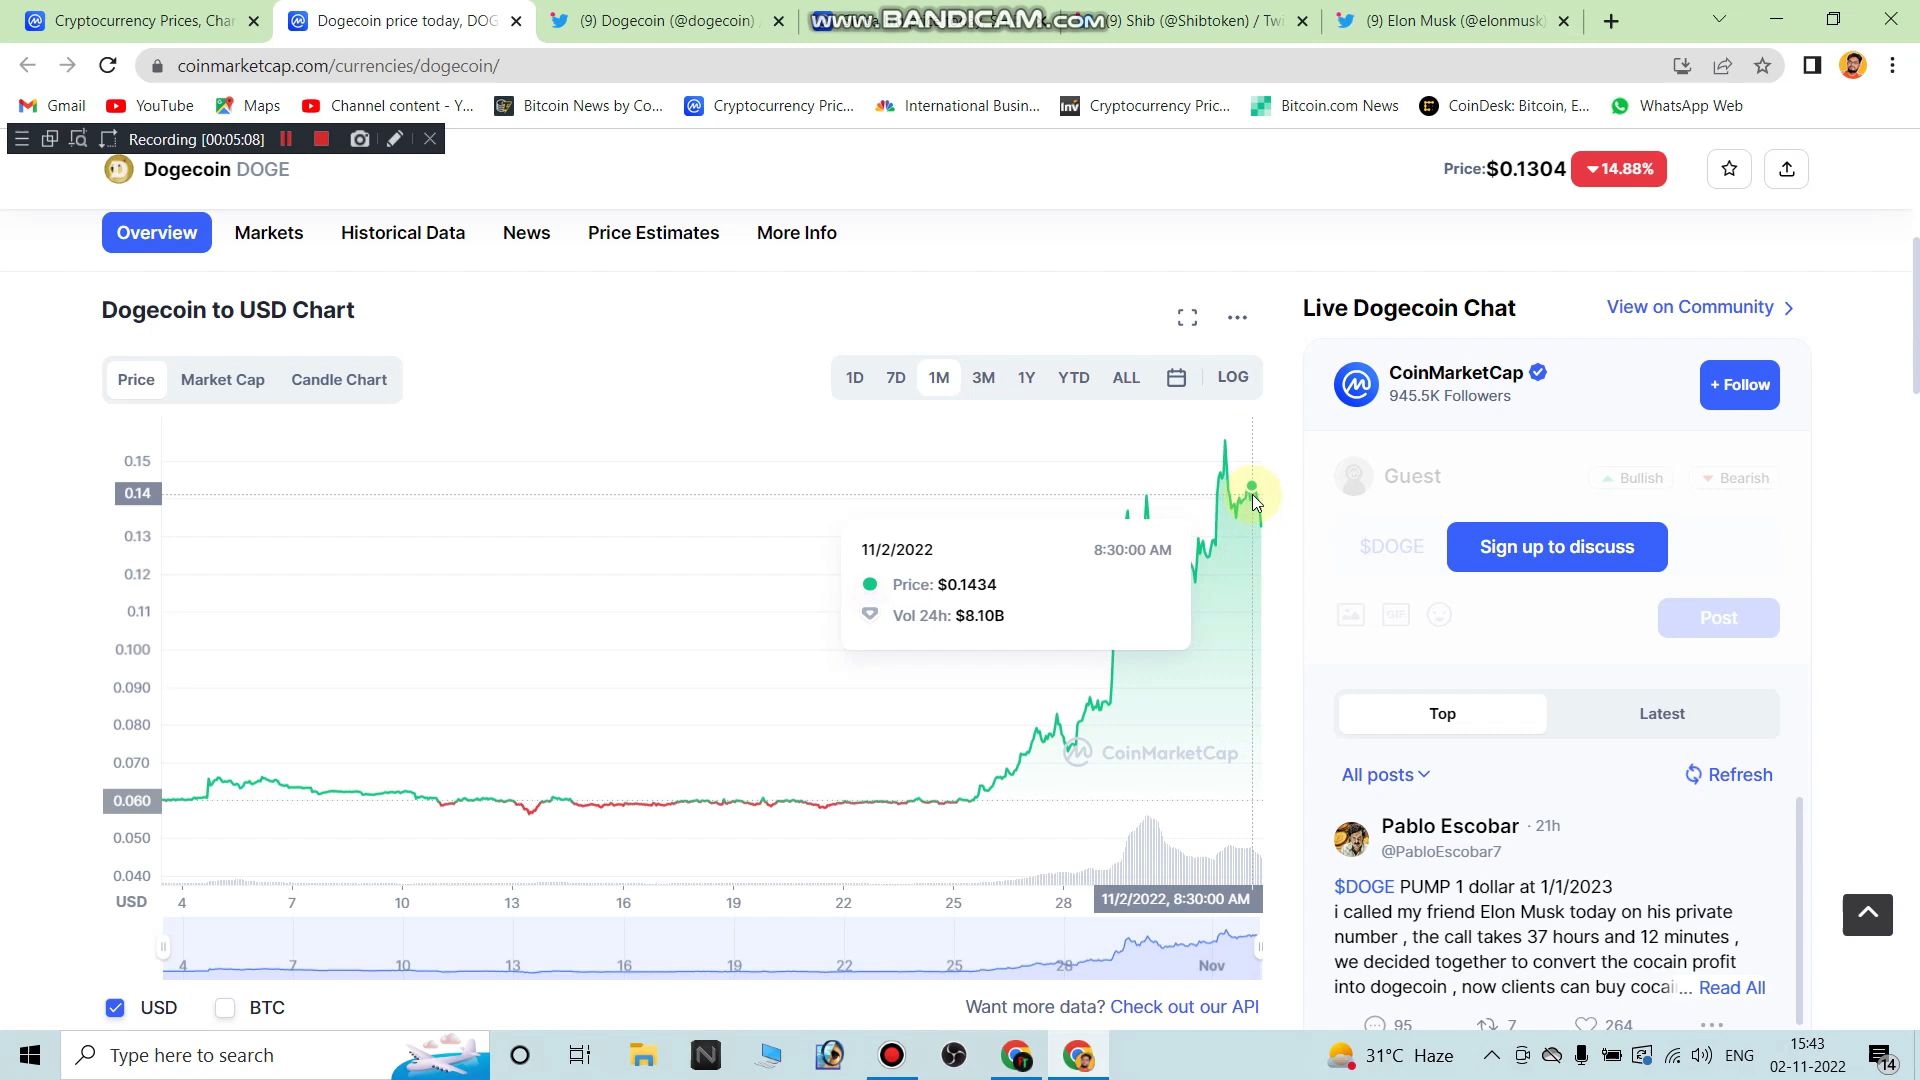 Cryptocurrency Prices, Char
Dogecoin price today, DOG
(9) Dogecoin (@dogecoin)
www.BANDICAM.com
(9) Shib (@Shibtoken) / Twi
(9) Elon Musk (@elonmusk)
coinmarketcap.com/currencies/dogecoin/
Gmail
YouTube
Maps
Channel content - Y...
Bitcoin News by Co...
Cryptocurrency Pric...
International Busin...
Inv
Cryptocurrency Pric...
Bitcoin.com News
CoinDesk: Bitcoin, E...
WhatsApp Web
Recording [00:05:08]
Dogecoin DOGE
Price:$0.1304
14.88%
Overview
Markets
Historical Data
News
Price Estimates
More Info
Dogecoin to USD Chart
Price
Market Cap
Candle Chart
1D
7D
1M
3M
1Y
YTD
ALL
LOG
0.15
0.14
0.13
0.12
0.11
0.100
0.090
0.080
0.070
0.060
0.050
0.040
11/2/2022
8:30:00 AM
Price: $0.1434
Vol 24h: $8.10B
CoinMarketCap
USD
4
7
10
13
16
19
22
25
28
11/2/2022, 8:30:00 AM
4
7
10
13
16
19
22
25
28
Nov
USD
BTC
Want more data? Check out our API
Live Dogecoin Chat
View on Community
CoinMarketCap
945.5K Followers
+ Follow
Guest
Bullish
Bearish
$DOGE
Sign up to discuss
GIF
Post
Top
Latest
All posts
Refresh
Pablo Escobar · 21h
@PabloEscobar7
$DOGE PUMP 1 dollar at 1/1/2023
i called my friend Elon Musk today on his private
number , the call takes 37 hours and 12 minutes ,
we decided together to convert the cocain profit
into dogecoin , now clients can buy cocai... Read All
95
7
264
Type here to search
31°C Haze
ENG
15:43
02-11-2022
14